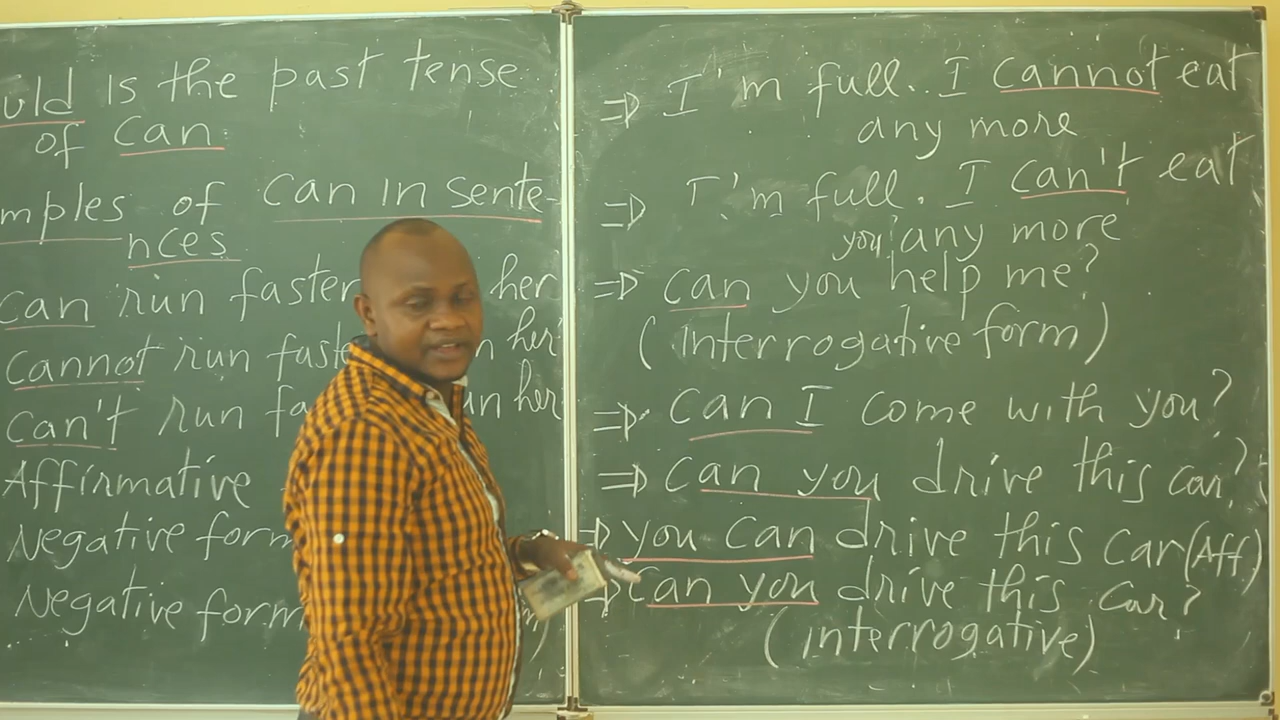 uld is the past tense
of can
mples of can in sente-
nces
can run faster her
cannot run faste n her
can't run fa an her
Affirmative
Negative form
Negative form )
⇒ I'm full.. I cannot eat
any more
⇒ I'm full. I can't eat
you any more
⇒ can you help me?
(interrogative form)
⇒ can I come with you?
⇒ can you drive this car?
⇒ you can drive this car (Aff.)
⇒ can you drive this car?
(interrogative)